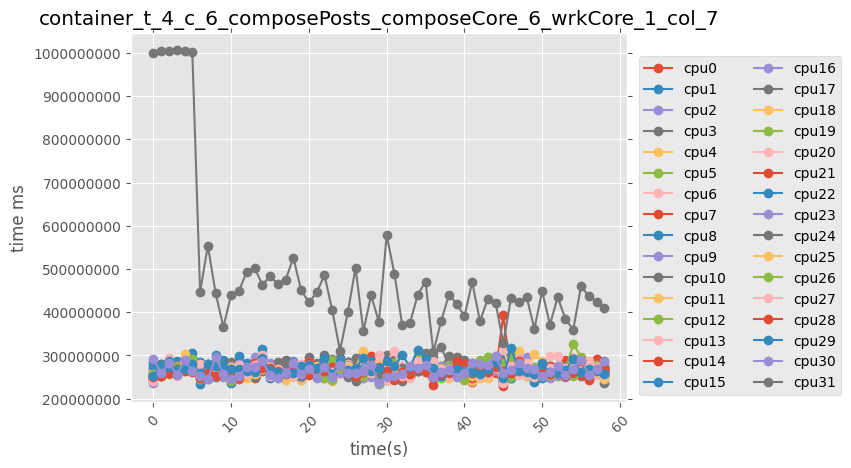 container_t_4_c_6_composePosts_composeCore_6_wrkCore_1_col_7
1000000000
900000000
800000000
700000000
600000000
500000000
400000000
300000000
200000000
time ms
0
10
20
30
40
50
60
time(s)
cpu0
cpu1
cpu2
cpu3
cpu4
cpu5
cpu6
cpu7
cpu8
cpu9
cpu10
cpu11
cpu12
cpu13
cpu14
cpu15
cpu16
cpu17
cpu18
cpu19
cpu20
cpu21
cpu22
cpu23
cpu24
cpu25
cpu26
cpu27
cpu28
cpu29
cpu30
cpu31